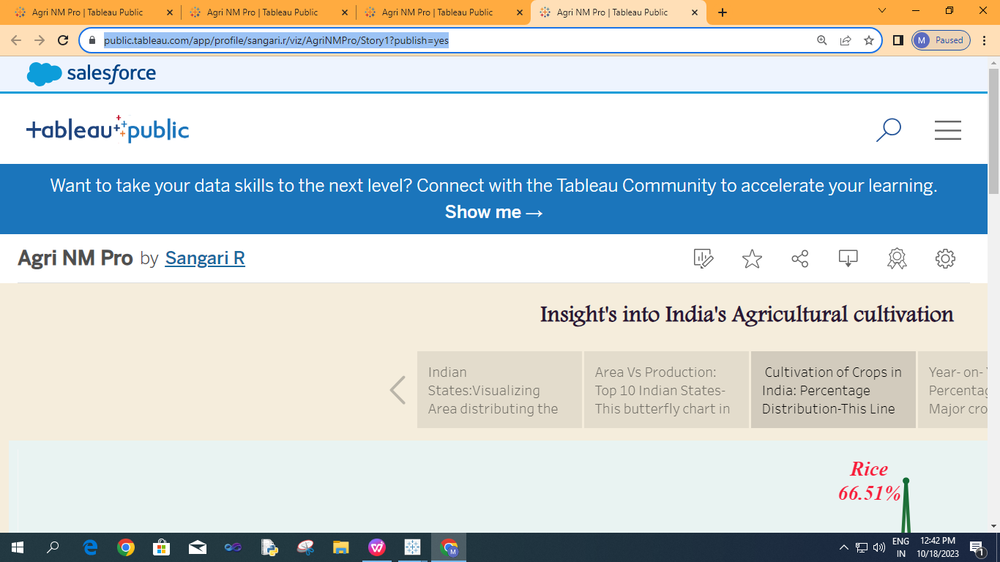 Agri NM Pro | Tableau Public
Agri NM Pro | Tableau Public
Agri NM Pro | Tableau Public
Agri NM Pro | Tableau Public
public.tableau.com/app/profile/sangari.r/viz/AgriNMPro/Story1?publish=yes
M Paused
salesforce
+ableau public
Want to take your data skills to the next level? Connect with the Tableau Community to accelerate your learning.
Show me →
Agri NM Pro by Sangari R
Insight's into India's Agricultural cultivation
Indian
States:Visualizing
Area distributing the
Area Vs Production:
Top 10 Indian States-
This butterfly chart in
Cultivation of Crops in
India: Percentage
Distribution-This Line
Year- on-
Major cro
Rice
66.51%
M
ENG
IN
12:42 PM
10/18/2023
1